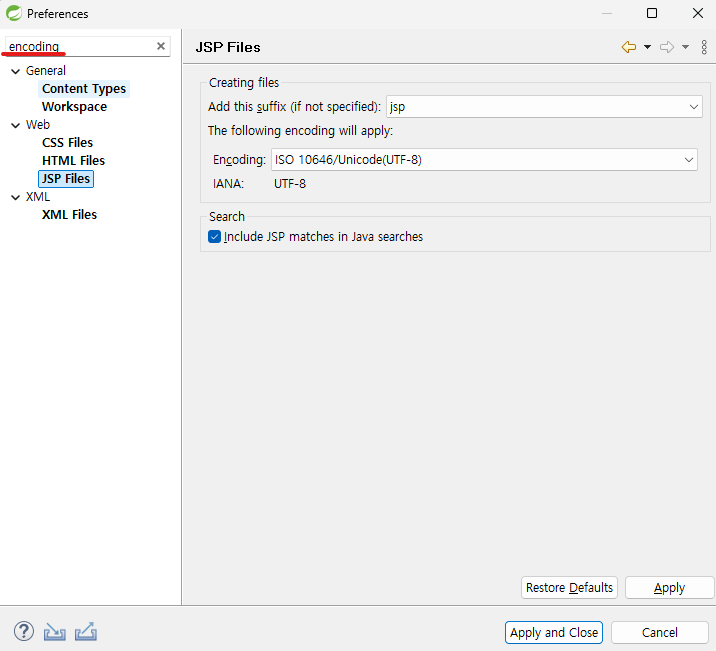 Preferences
encoding
General
Content Types
Workspace
Web
CSS Files
HTML Files
JSP Files
XML
XML Files
JSP Files
Creating files
Add this suffix (if not specified): jsp
The following encoding will apply:
Encoding: ISO 10646/Unicode(UTF-8)
IANA: UTF-8
Search
Include JSP matches in Java searches
Restore Defaults Apply
Apply and Close Cancel